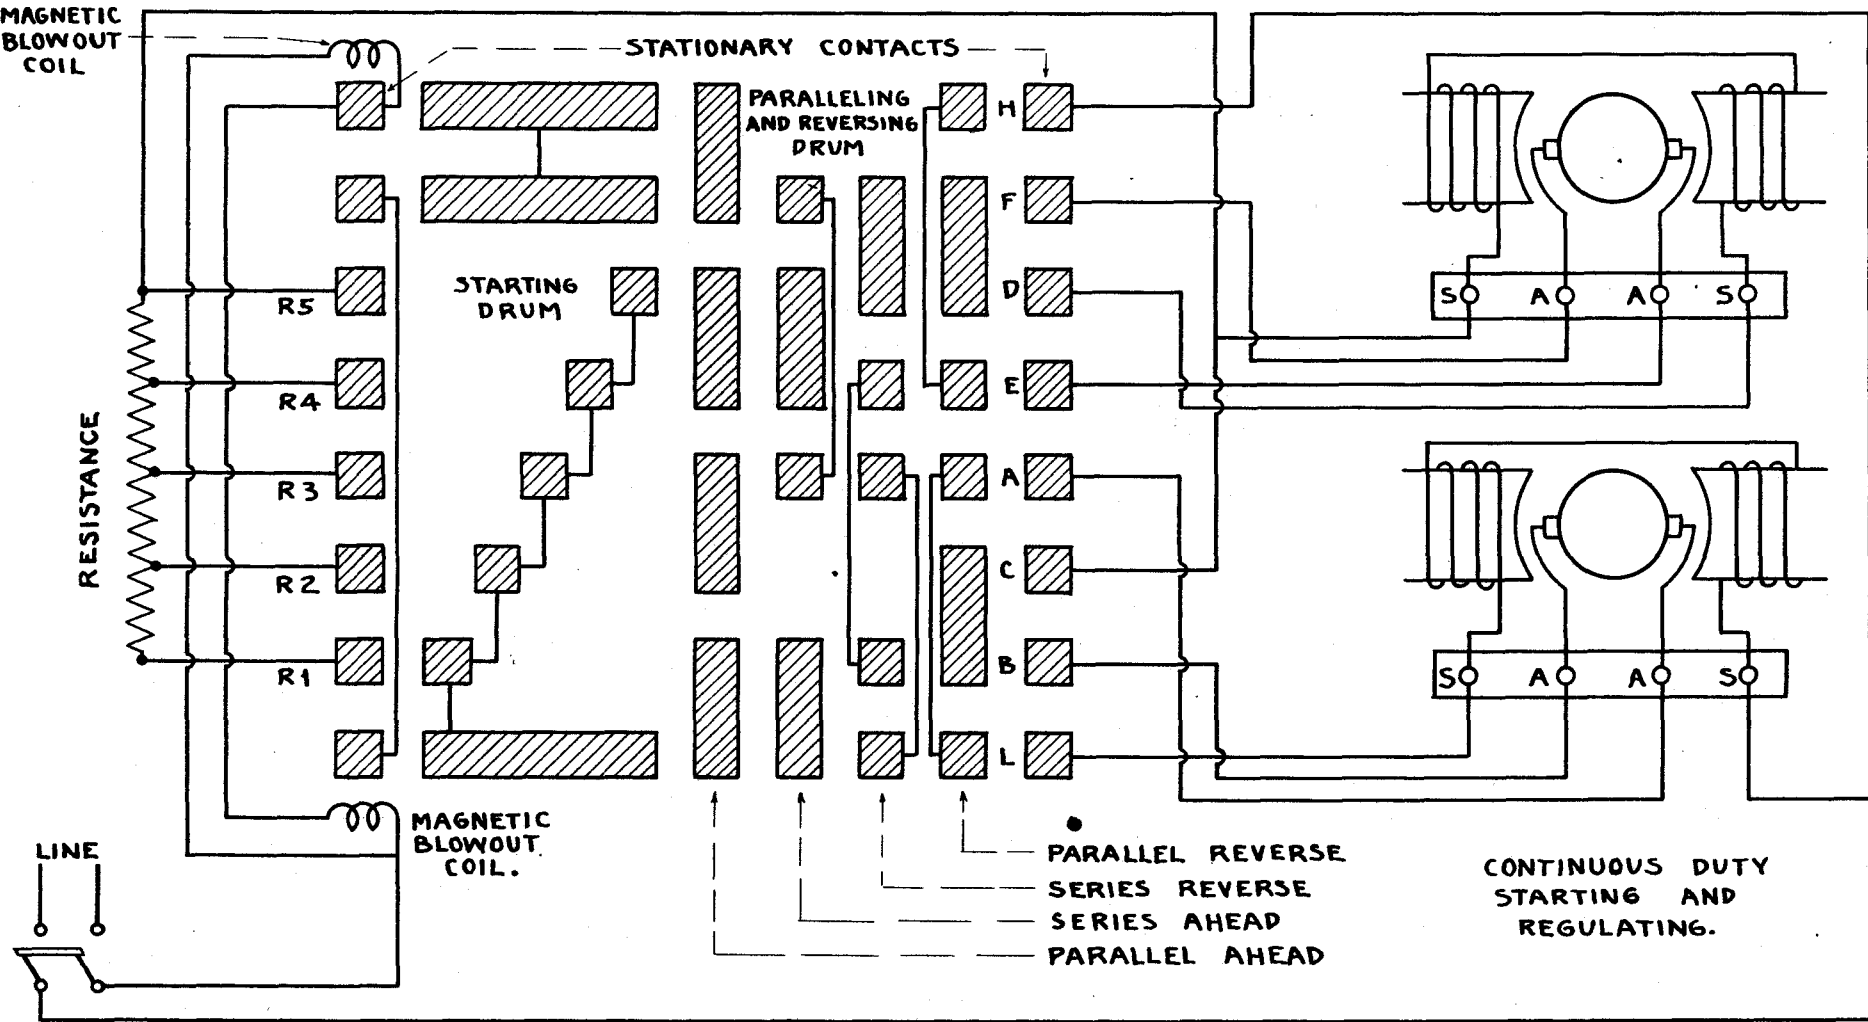 MAGNETIC
BLOWOUT
COIL
STATIONARY CONTACTS
PARALLELING
AND REVERSING
DRUM
H
F
STARTING
DRUM
D
R5
R4
E
RESISTANCE
R3
A
R2
C
R1
B
L
S A A S
S A A S
MAGNETIC
BLOWOUT
COIL.
LINE
PARALLEL REVERSE
SERIES REVERSE
SERIES AHEAD
PARALLEL AHEAD
CONTINUOUS DUTY
STARTING AND
REGULATING.